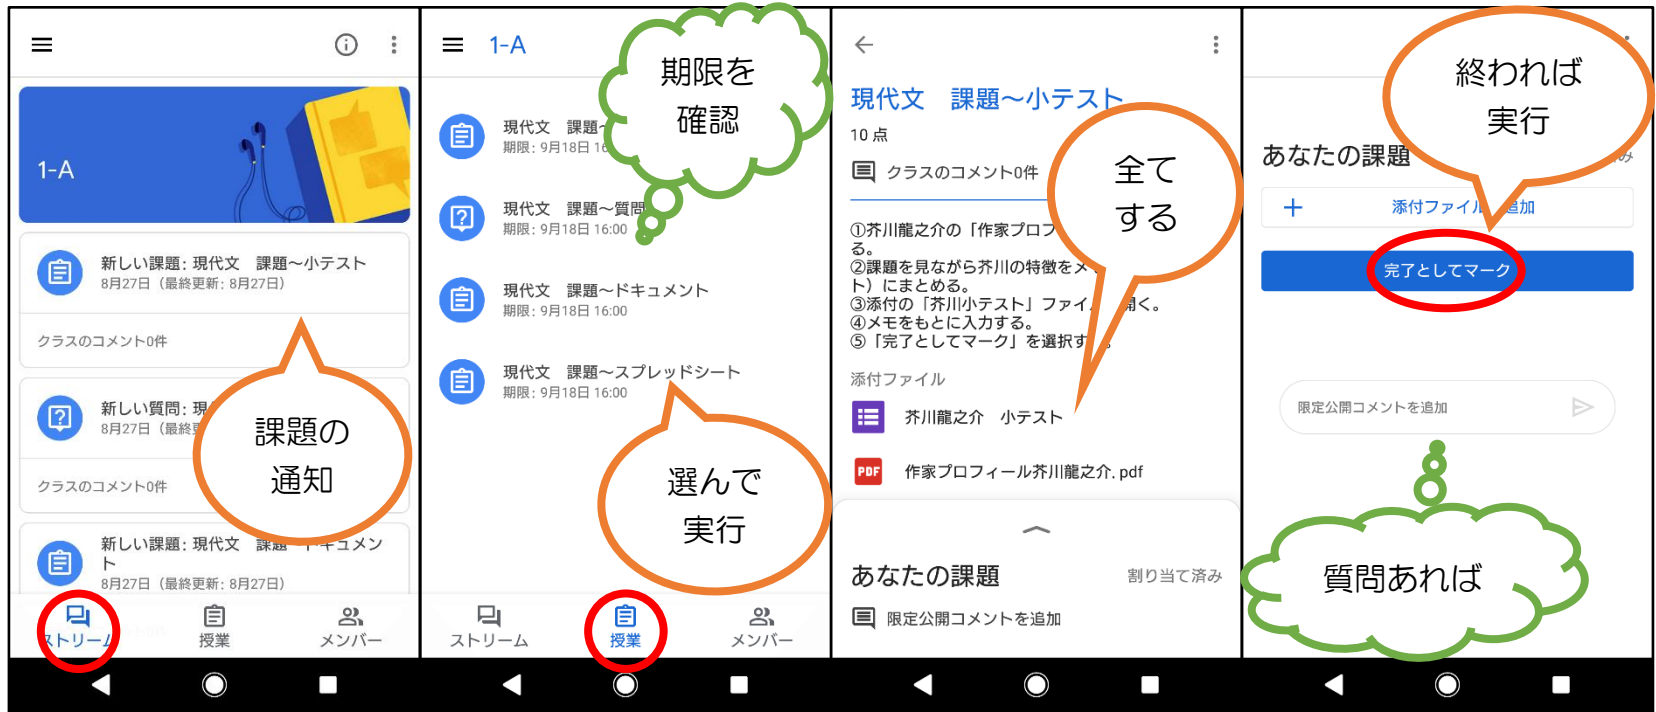 1-A
新しい課題: 現代文　課題～小テスト
8月27日（最終更新: 8月27日）
クラスのコメント0件
新しい質問: 現
8月27日（最終
クラスのコメント0件
課題の
通知
新しい課題: 現代文　課題
ドキュメン
ト
8月27日（最終更新: 8月27日）
ストリーム
授業
メンバー
1-A
期限を
確認
現代文　課題～
期限: 9月18日 16
現代文　課題～質問
期限: 9月18日 16:00
現代文　課題～ドキュメント
期限: 9月18日 16:00
現代文　課題～スプレッドシート
期限: 9月18日 16:00
選んで
実行
ストリーム
授業
メンバー
現代文　課題～小テスト
10 点
クラスのコメント0件
全て
する
①芥川龍之介の「作家プロフ
る。
②課題を見ながら芥川の特徴をメ
ト）にまとめる。
③添付の「芥川小テスト」ファイ
開く。
④メモをもとに入力する。
⑤「完了としてマーク」を選択す
添付ファイル
芥川龍之介　小テスト
PDF
作家プロフィール芥川龍之介.pdf
あなたの課題
割り当て済み
限定公開コメントを追加
終われば
実行
あなたの課題
み
添付ファイル
追加
完了としてマーク
限定公開コメントを追加
質問あれば